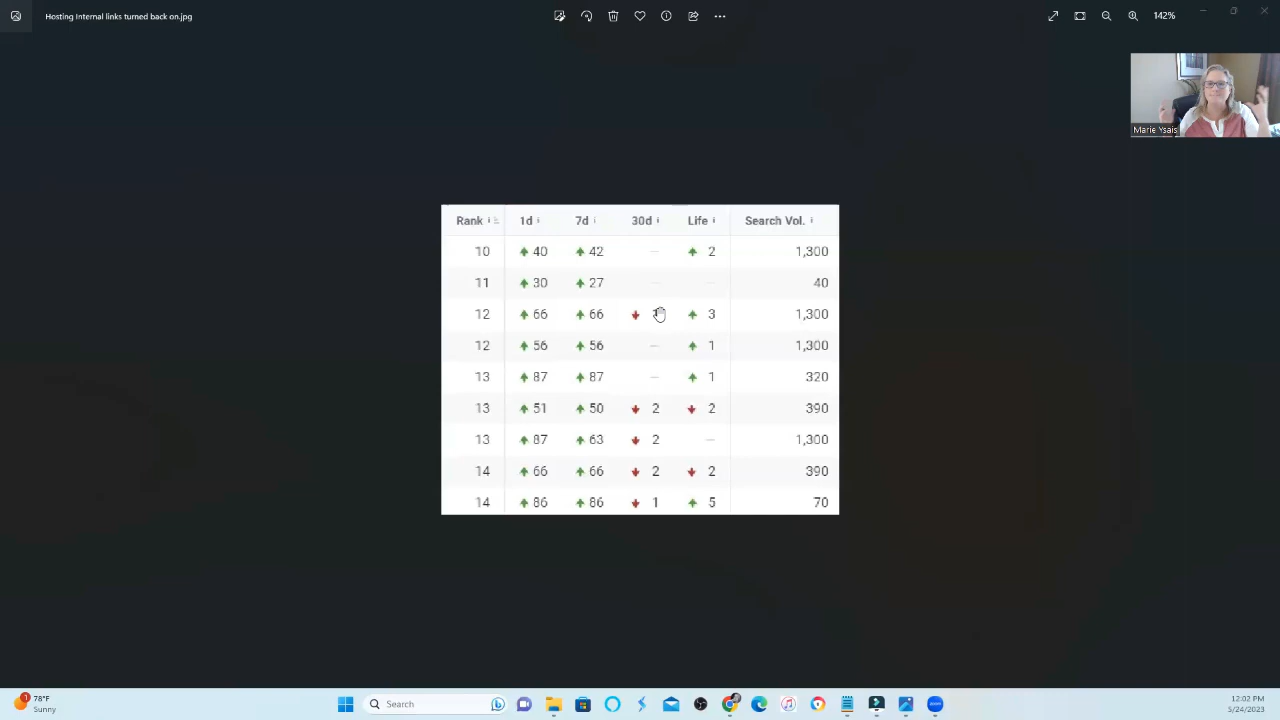 Hosting Internal links turned back on.jpg
142%
Marie Ysais
Rank 1d 7d 30d Life Search Vol.
10 40 42 — 2 1,300
11 30 27 — — 40
12 66 66 3 1,300
12 56 56 — 1 1,300
13 87 87 — 1 320
13 51 50 2 2 390
13 87 63 2 — 1,300
14 66 66 2 2 390
14 86 86 1 5 70
1
78°F
Sunny
Search
12:02 PM
5/24/2023